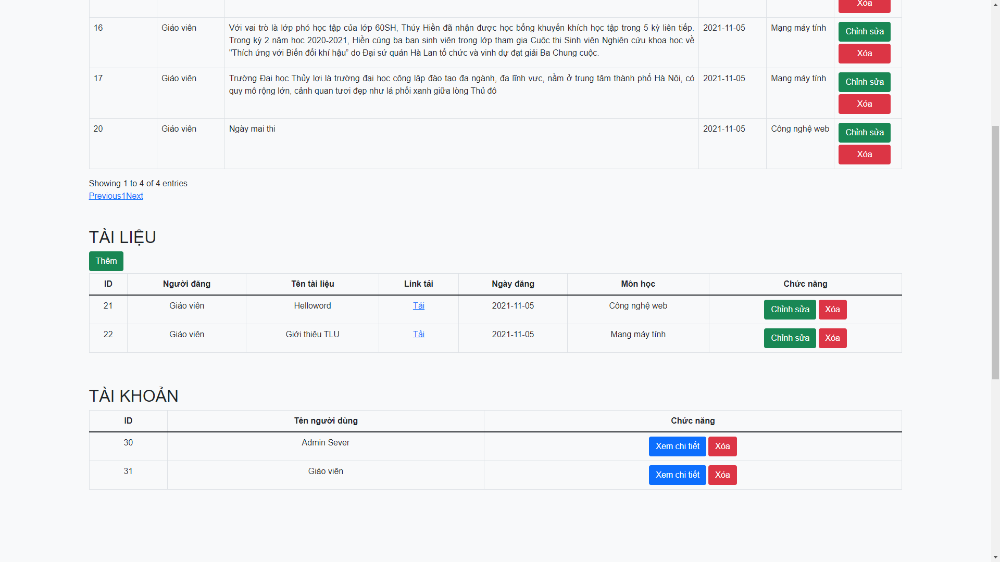 Xóa
16 Giáo viên Với vai trò là lớp phó học tập của lớp 60SH, Thúy Hiền đã nhận được học bổng khuyến khích học tập trong 5 kỳ liên tiếp. 2021-11-05 Mạng máy tính Chỉnh sửa
Trong kỳ 2 năm học 2020-2021, Hiền cùng ba bạn sinh viên trong lớp tham gia Cuộc thi Sinh viên Nghiên cứu khoa học về
"Thích ứng với Biến đổi khí hậu” do Đại sứ quán Hà Lan tổ chức và vinh dự đạt giải Ba Chung cuộc. Xóa
17 Giáo viên Trường Đại học Thủy lợi là trường đại học công lập đào tạo đa ngành, đa lĩnh vực, nằm ở trung tâm thành phố Hà Nội, có 2021-11-05 Mạng máy tính Chỉnh sửa
quy mô rộng lớn, cảnh quan tươi đẹp như lá phổi xanh giữa lòng Thủ đô
Xóa
20 Giáo viên Ngày mai thi 2021-11-05 Công nghệ web Chỉnh sửa
Xóa
Showing 1 to 4 of 4 entries
Previous1Next
TÀI LIỆU
Thêm
ID Người đăng Tên tài liệu Link tải Ngày đăng Môn học Chức năng
21 Giáo viên Helloword Tải 2021-11-05 Công nghệ web Chỉnh sửa Xóa
22 Giáo viên Giới thiệu TLU Tải 2021-11-05 Mạng máy tính Chỉnh sửa Xóa
TÀI KHOẢN
ID Tên người dùng Chức năng
30 Admin Sever Xem chi tiết Xóa
31 Giáo viên Xem chi tiết Xóa